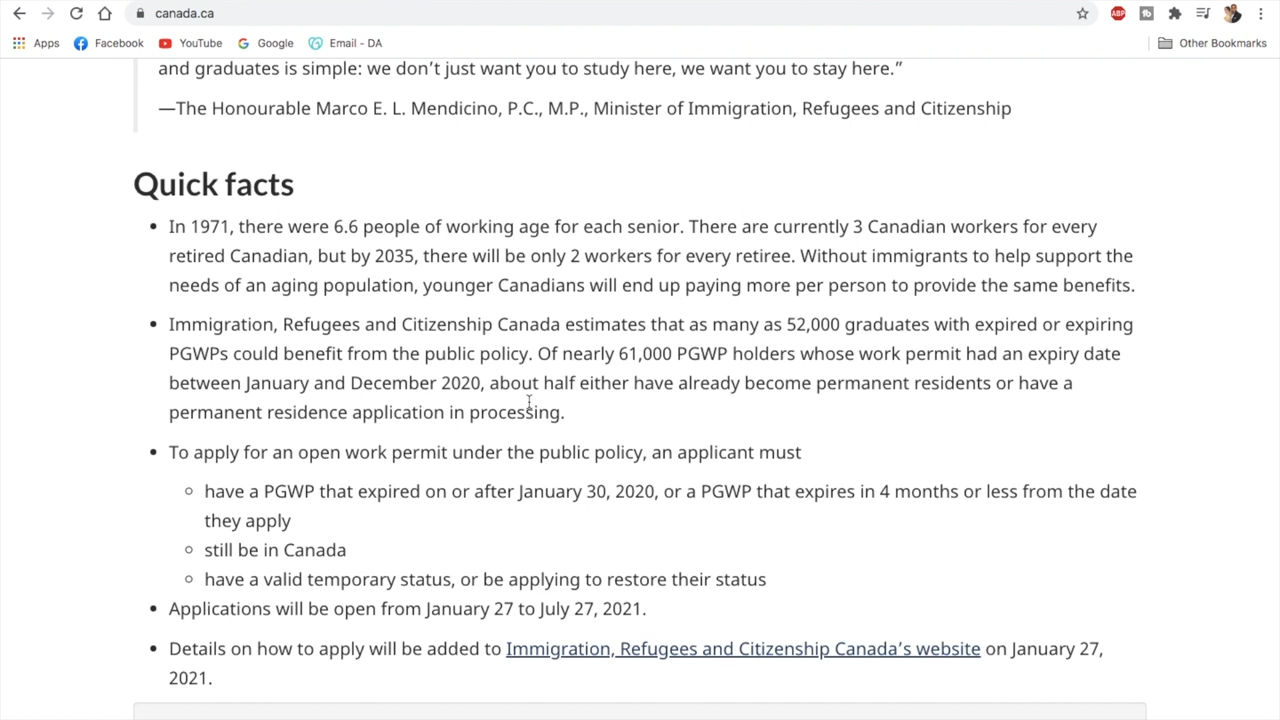 canada.ca
ABP
Apps Facebook YouTube Google Email - DA Other Bookmarks
and graduates is simple: we don’t just want you to study here, we want you to stay here.”
—The Honourable Marco E. L. Mendicino, P.C., M.P., Minister of Immigration, Refugees and Citizenship
Quick facts
• In 1971, there were 6.6 people of working age for each senior. There are currently 3 Canadian workers for every
retired Canadian, but by 2035, there will be only 2 workers for every retiree. Without immigrants to help support the
needs of an aging population, younger Canadians will end up paying more per person to provide the same benefits.
• Immigration, Refugees and Citizenship Canada estimates that as many as 52,000 graduates with expired or expiring
PGWPs could benefit from the public policy. Of nearly 61,000 PGWP holders whose work permit had an expiry date
between January and December 2020, about half either have already become permanent residents or have a
permanent residence application in processing.
• To apply for an open work permit under the public policy, an applicant must
○ have a PGWP that expired on or after January 30, 2020, or a PGWP that expires in 4 months or less from the date
they apply
○ still be in Canada
○ have a valid temporary status, or be applying to restore their status
• Applications will be open from January 27 to July 27, 2021.
• Details on how to apply will be added to Immigration, Refugees and Citizenship Canada’s website on January 27,
2021.